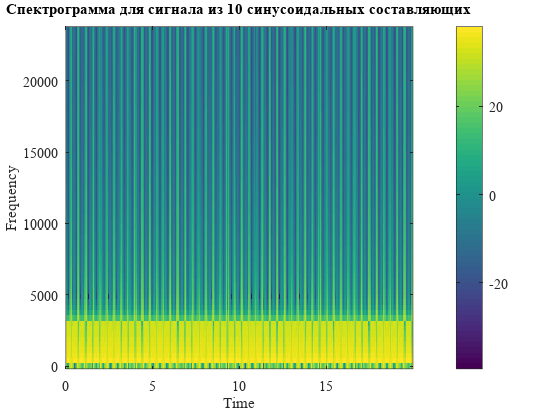 Спектрограмма для сигнала из 10 синусоидальных составляющих
Frequency
20000
15000
10000
5000
0
0 5 10 15
Time
20
0
-20